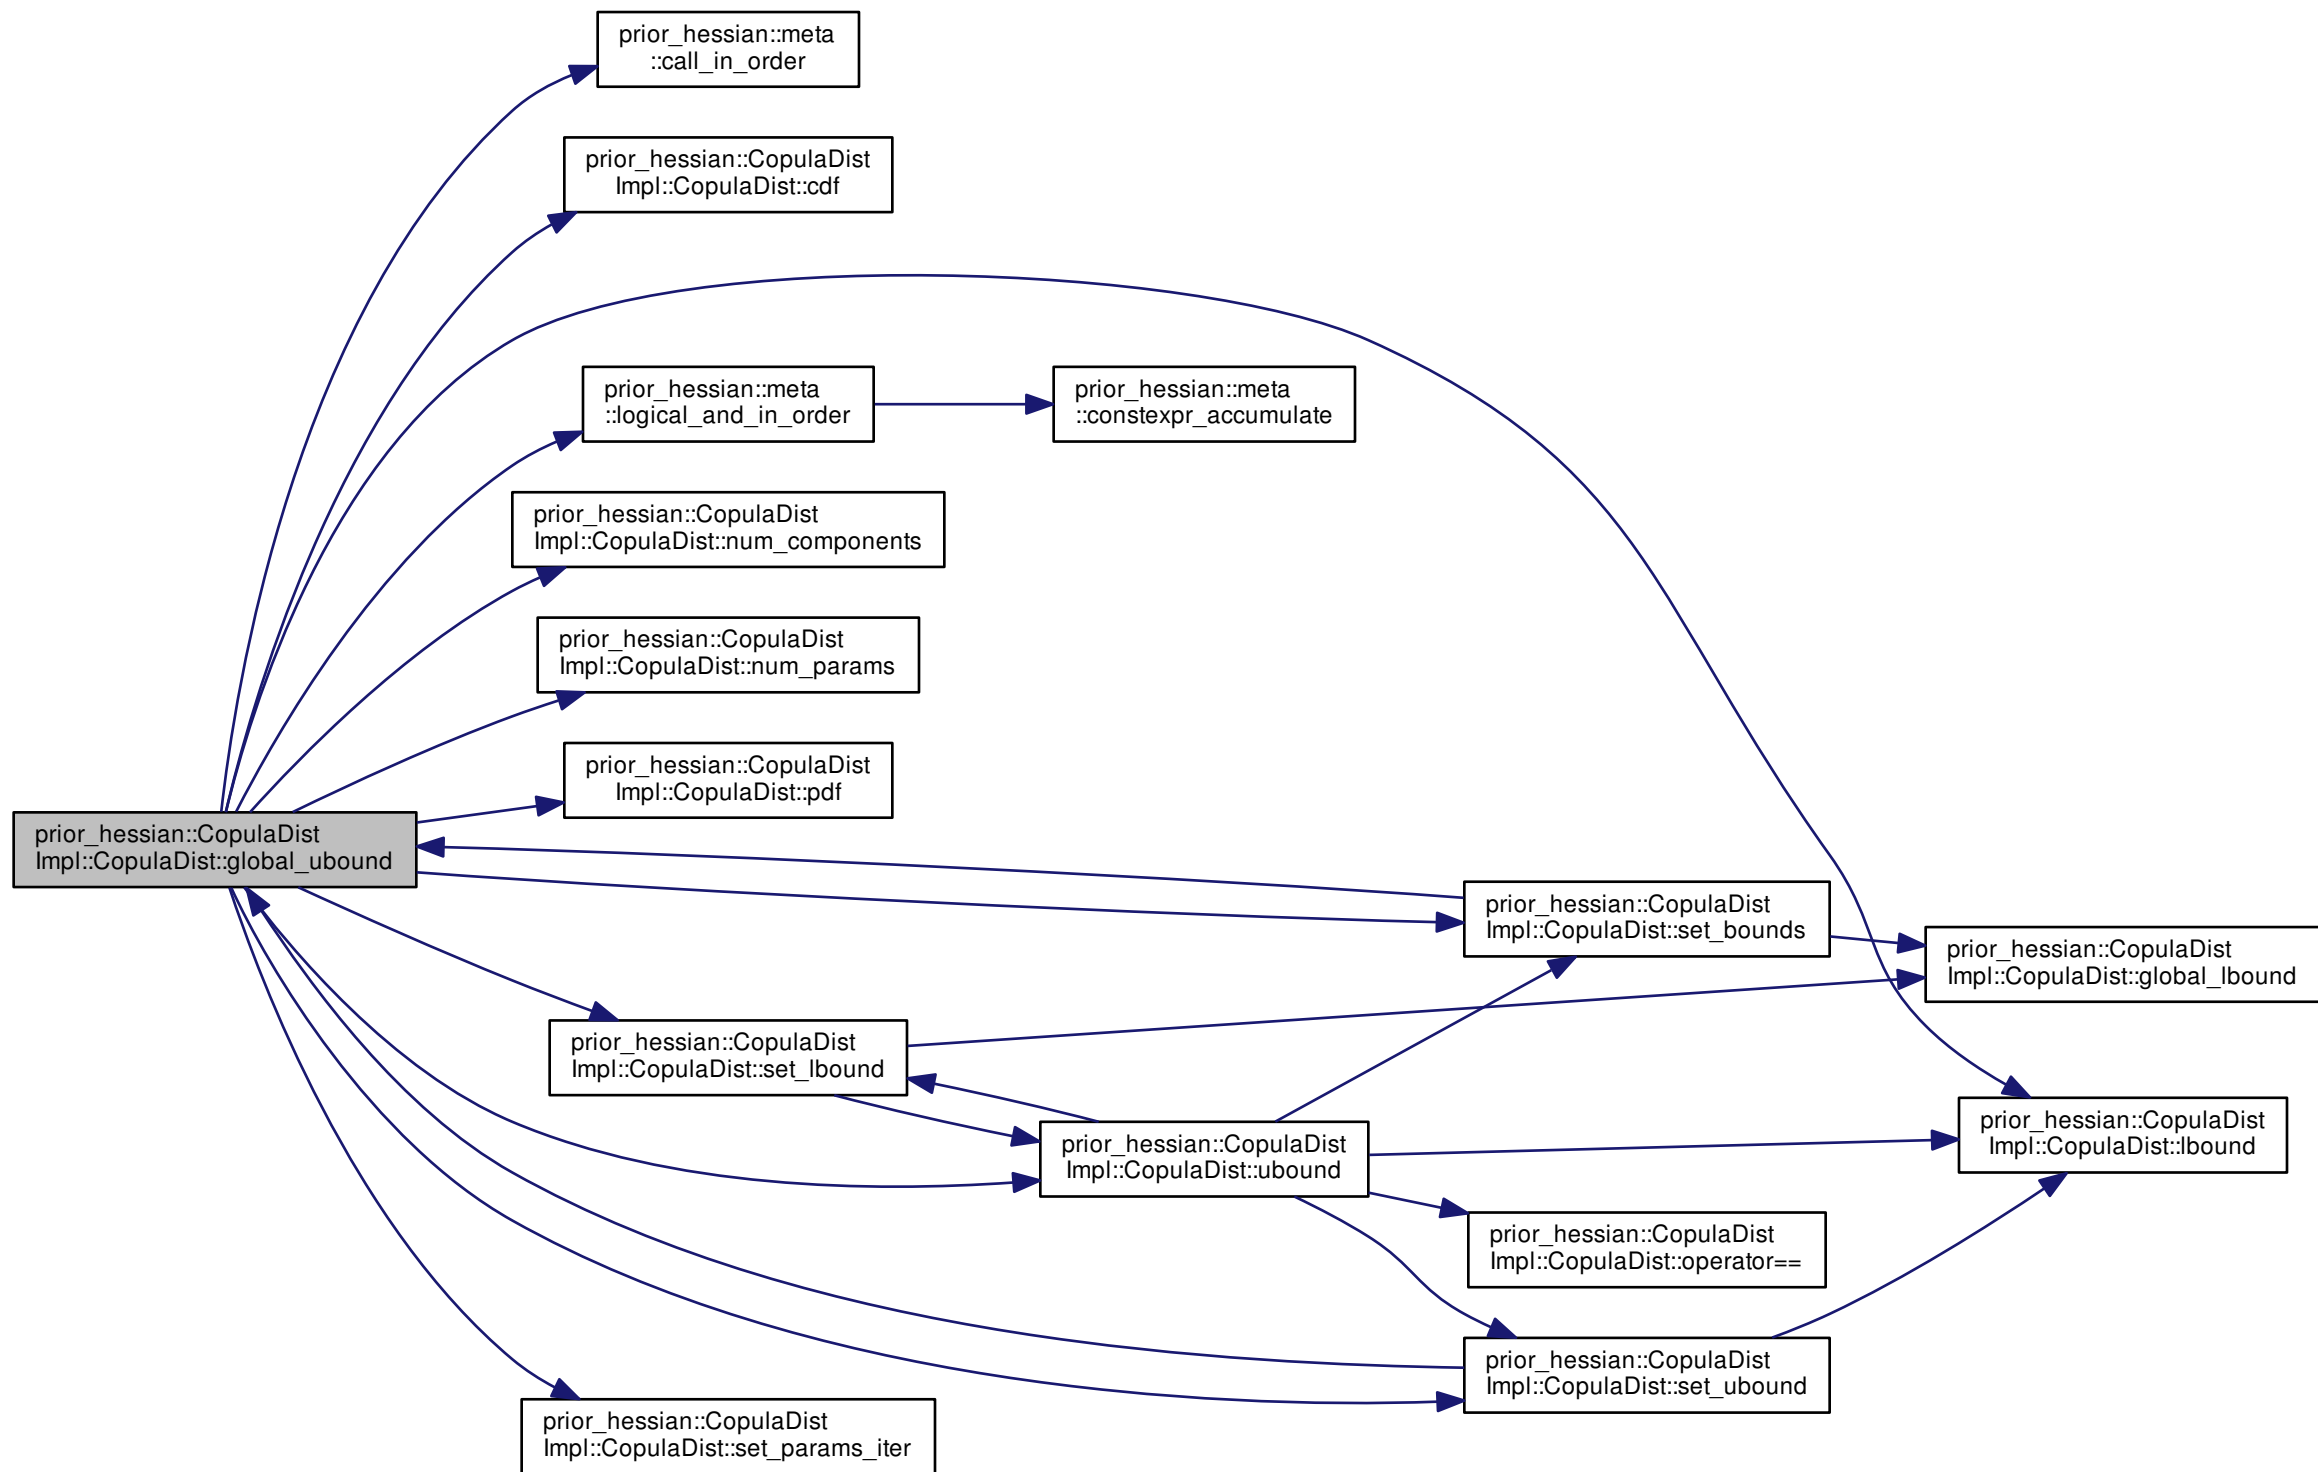 prior_hessian::meta
::call_in_order
prior_hessian::CopulaDist
Impl::CopulaDist::cdf
prior_hessian::meta
::logical_and_in_order
prior_hessian::meta
::constexpr_accumulate
prior_hessian::CopulaDist
Impl::CopulaDist::num_components
prior_hessian::CopulaDist
Impl::CopulaDist::num_params
prior_hessian::CopulaDist
Impl::CopulaDist::pdf
prior_hessian::CopulaDist
Impl::CopulaDist::global_ubound
prior_hessian::CopulaDist
Impl::CopulaDist::set_bounds
prior_hessian::CopulaDist
Impl::CopulaDist::global_lbound
prior_hessian::CopulaDist
Impl::CopulaDist::set_lbound
prior_hessian::CopulaDist
Impl::CopulaDist::ubound
prior_hessian::CopulaDist
Impl::CopulaDist::lbound
prior_hessian::CopulaDist
Impl::CopulaDist::operator==
prior_hessian::CopulaDist
Impl::CopulaDist::set_ubound
prior_hessian::CopulaDist
Impl::CopulaDist::set_params_iter